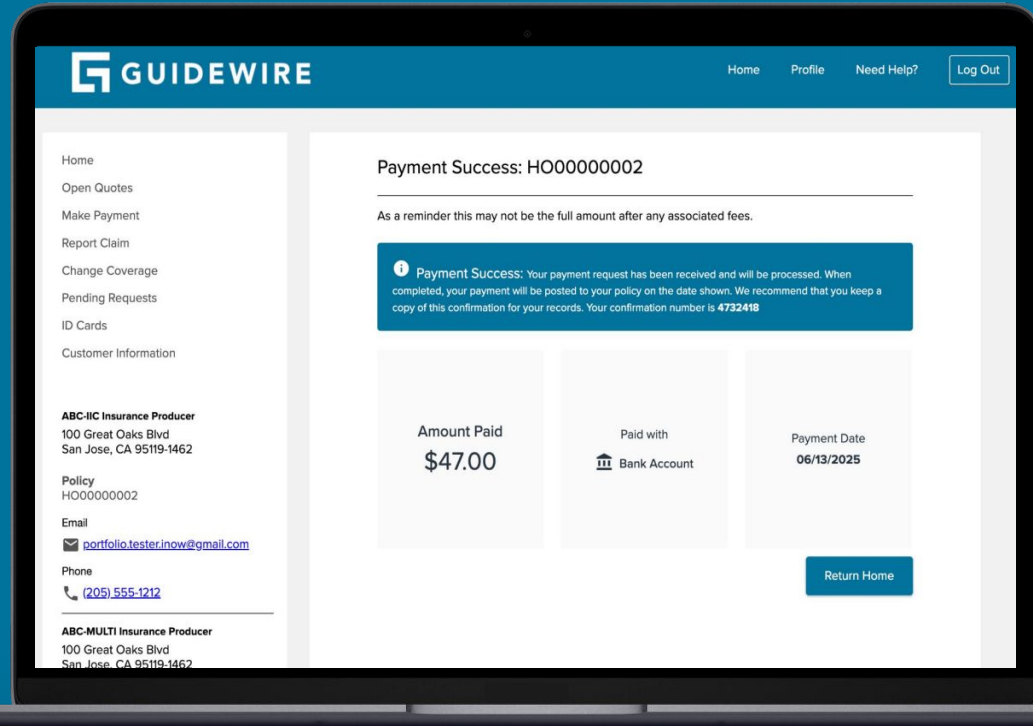 GUIDEWIRE
Home Profile Need Help? Log Out
Home
Open Quotes
Make Payment
Report Claim
Change Coverage
Pending Requests
ID Cards
Customer Information
ABC-IIC Insurance Producer
100 Great Oaks Blvd
San Jose, CA 95119-1462
Policy
HO00000002
Email
portfolio.tester.inow@gmail.com
Phone
(205) 555-1212
ABC-MULTI Insurance Producer
100 Great Oaks Blvd
San Jose, CA 95119-1462
Payment Success: HO00000002
As a reminder this may not be the full amount after any associated fees.
Payment Success: Your payment request has been received and will be processed. When
completed, your payment will be posted to your policy on the date shown. We recommend that you keep a
copy of this confirmation for your records. Your confirmation number is 4732418
Amount Paid
$47.00
Paid with
Bank Account
Payment Date
06/13/2025
Return Home